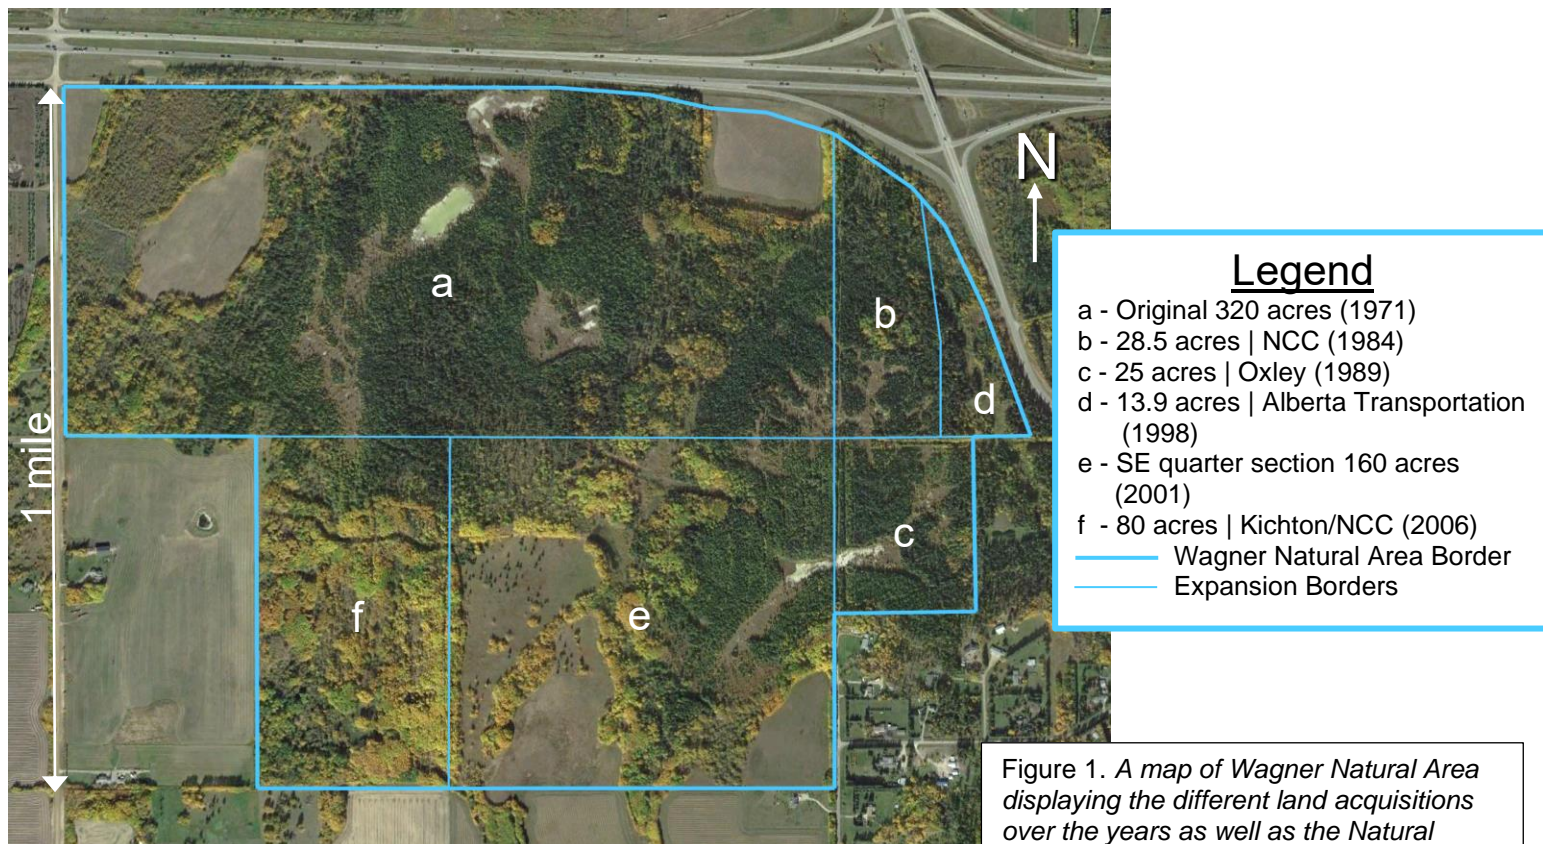 N
a
b
d
c
e
f
1 mile
Legend
a - Original 320 acres (1971)
b - 28.5 acres | NCC (1984)
c - 25 acres | Oxley (1989)
d - 13.9 acres | Alberta Transportation
(1998)
e - SE quarter section 160 acres
(2001)
f - 80 acres | Kichton/NCC (2006)
Wagner Natural Area Border
Expansion Borders
Figure 1. A map of Wagner Natural Area
displaying the different land acquisitions
over the years as well as the Natural